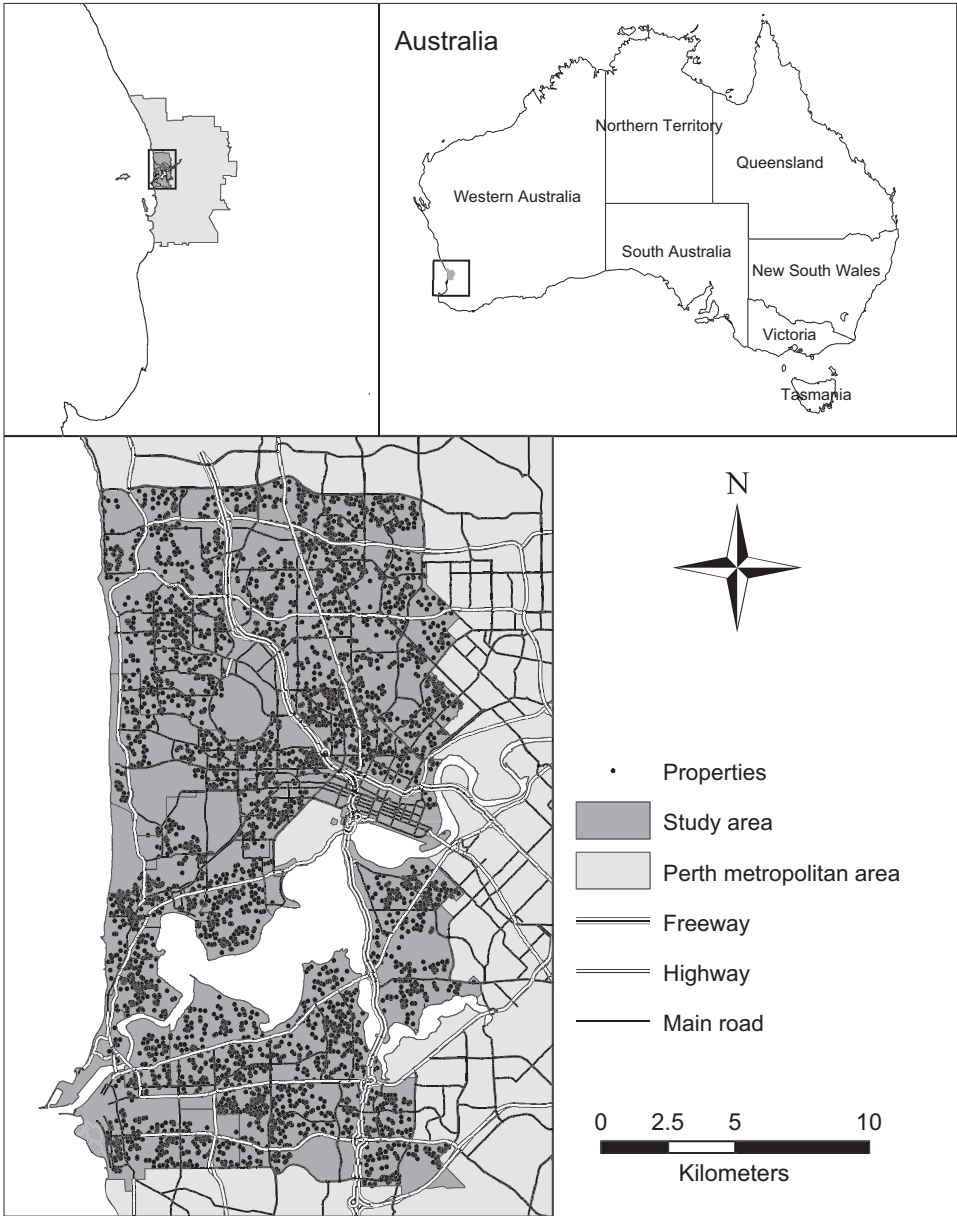 Australia
Northern Territory
Queensland
Western Australia
South Australia
New South Wales
Victoria
Tasmania
N
Properties
Study area
Perth metropolitan area
Freeway
Highway
Main road
0 2.5 5 10
Kilometers